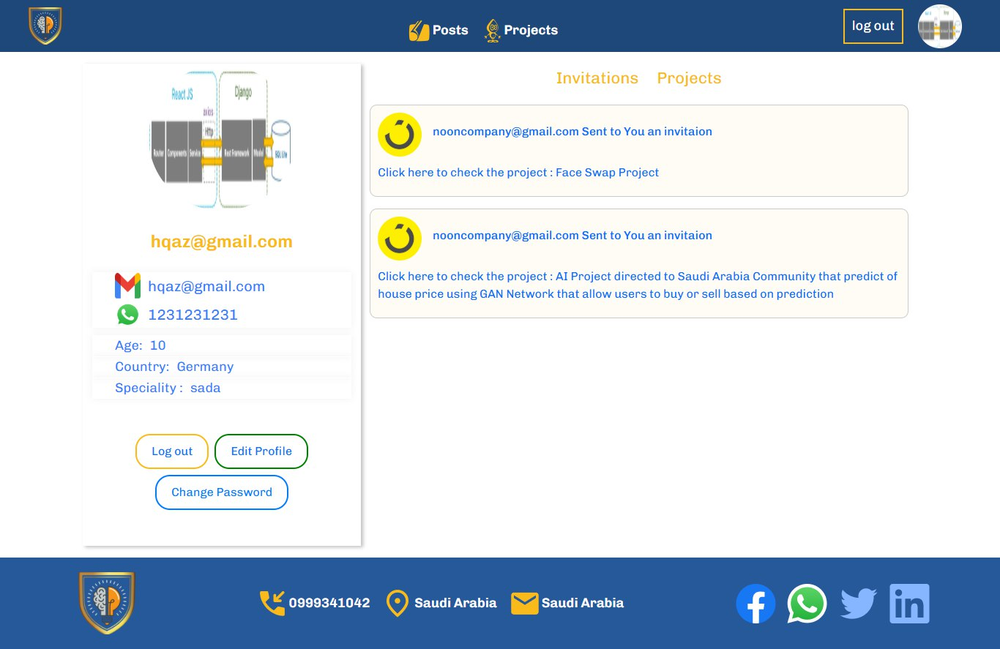 Posts
Projects
log out
React JS
Django
axios
Http
Router
Components
Service
Rest Framework
Model
SQL Lite
hqaz@gmail.com
hqaz@gmail.com
1231231231
Age: 10
Country: Germany
Speciality : sada
Log out
Edit Profile
Change Password
Invitations
Projects
nooncompany@gmail.com Sent to You an invitaion
Click here to check the project : Face Swap Project
nooncompany@gmail.com Sent to You an invitaion
Click here to check the project : AI Project directed to Saudi Arabia Community that predict of
house price using GAN Network that allow users to buy or sell based on prediction
0999341042
Saudi Arabia
Saudi Arabia